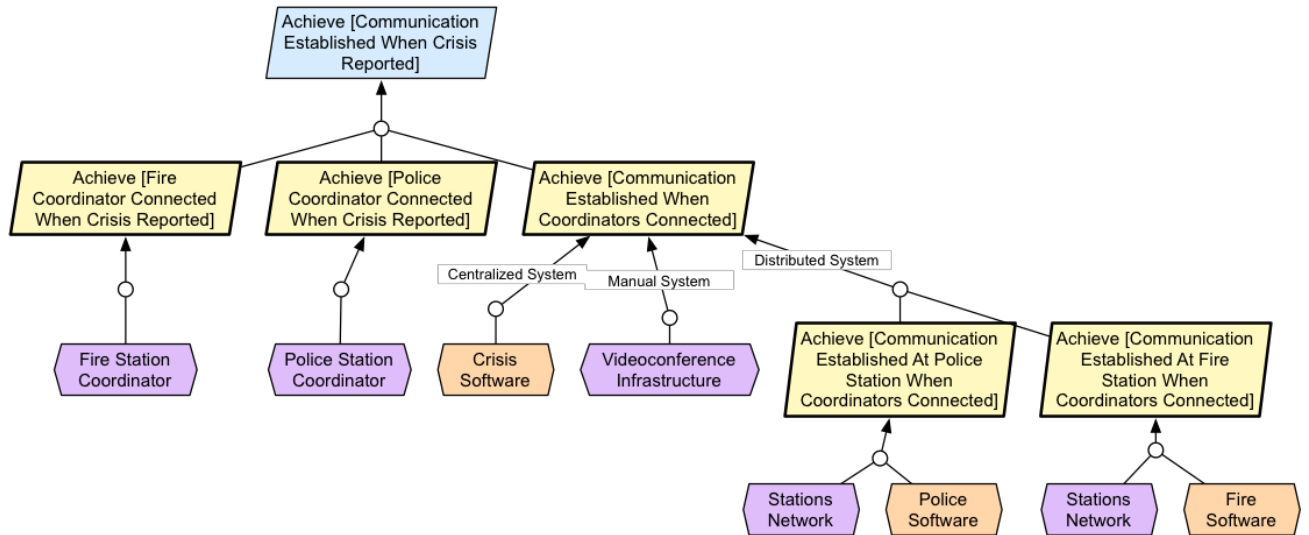 Achieve [Communication
Established When Crisis
Reported]
Achieve [Fire
Coordinator Connected
When Crisis Reported]
Achieve [Police
Coordinator Connected
When Crisis Reported]
Achieve [Communication
Established When
Coordinators Connected]
Centralized System
Manual System
Distributed System
Fire Station
Coordinator
Police Station
Coordinator
Crisis
Software
Videoconference
Infrastructure
Achieve [Communication
Established At Police
Station When
Coordinators Connected]
Achieve [Communication
Established At Fire
Station When
Coordinators Connected]
Stations
Network
Police
Software
Stations
Network
Fire
Software